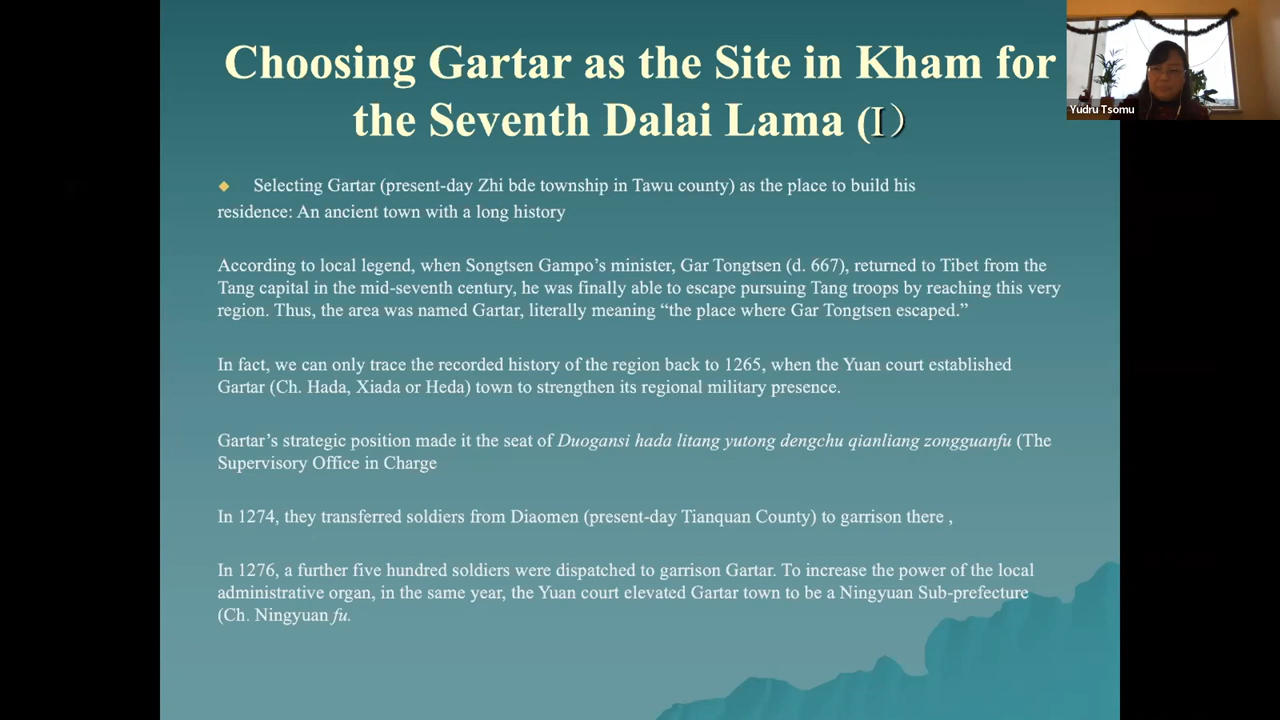 Choosing Gartar as the Site in Kham for
the Seventh Dalai Lama (I）
Yudru Tsomu
◆ Selecting Gartar (present-day Zhi bde township in Tawu county) as the place to build his
residence: An ancient town with a long history
According to local legend, when Songtsen Gampo’s minister, Gar Tongtsen (d. 667), returned to Tibet from the
Tang capital in the mid-seventh century, he was finally able to escape pursuing Tang troops by reaching this very
region. Thus, the area was named Gartar, literally meaning “the place where Gar Tongtsen escaped.”
In fact, we can only trace the recorded history of the region back to 1265, when the Yuan court established
Gartar (Ch. Hada, Xiada or Heda) town to strengthen its regional military presence.
Gartar’s strategic position made it the seat of Duogansi hada litang yutong dengchu qianliang zongguanfu (The
Supervisory Office in Charge
In 1274, they transferred soldiers from Diaomen (present-day Tianquan County) to garrison there ,
In 1276, a further five hundred soldiers were dispatched to garrison Gartar. To increase the power of the local
administrative organ, in the same year, the Yuan court elevated Gartar town to be a Ningyuan Sub-prefecture
(Ch. Ningyuan fu.